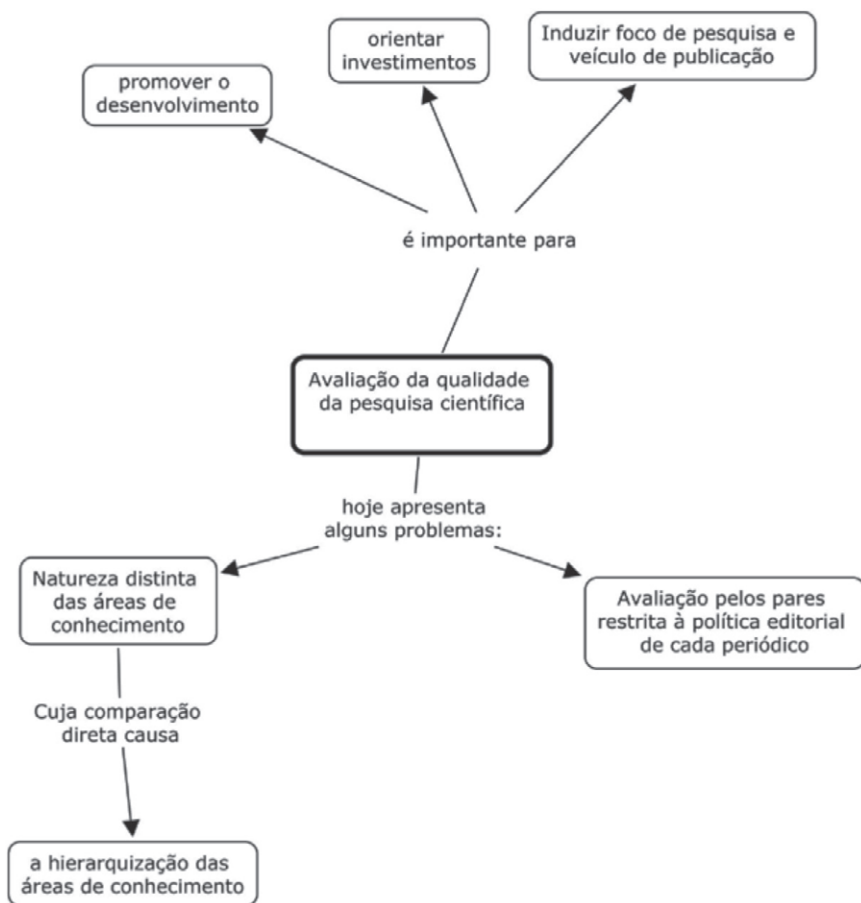 promover o
desenvolvimento
orientar
investimentos
Induzir foco de pesquisa e
veículo de publicação
é importante para
Avaliação da qualidade
da pesquisa científica
hoje apresenta
alguns problemas:
Natureza distinta
das áreas de
conhecimento
Avaliação pelos pares
restrita à política editorial
de cada periódico
Cuja comparação
direta causa
a hierarquização das
áreas de conhecimento